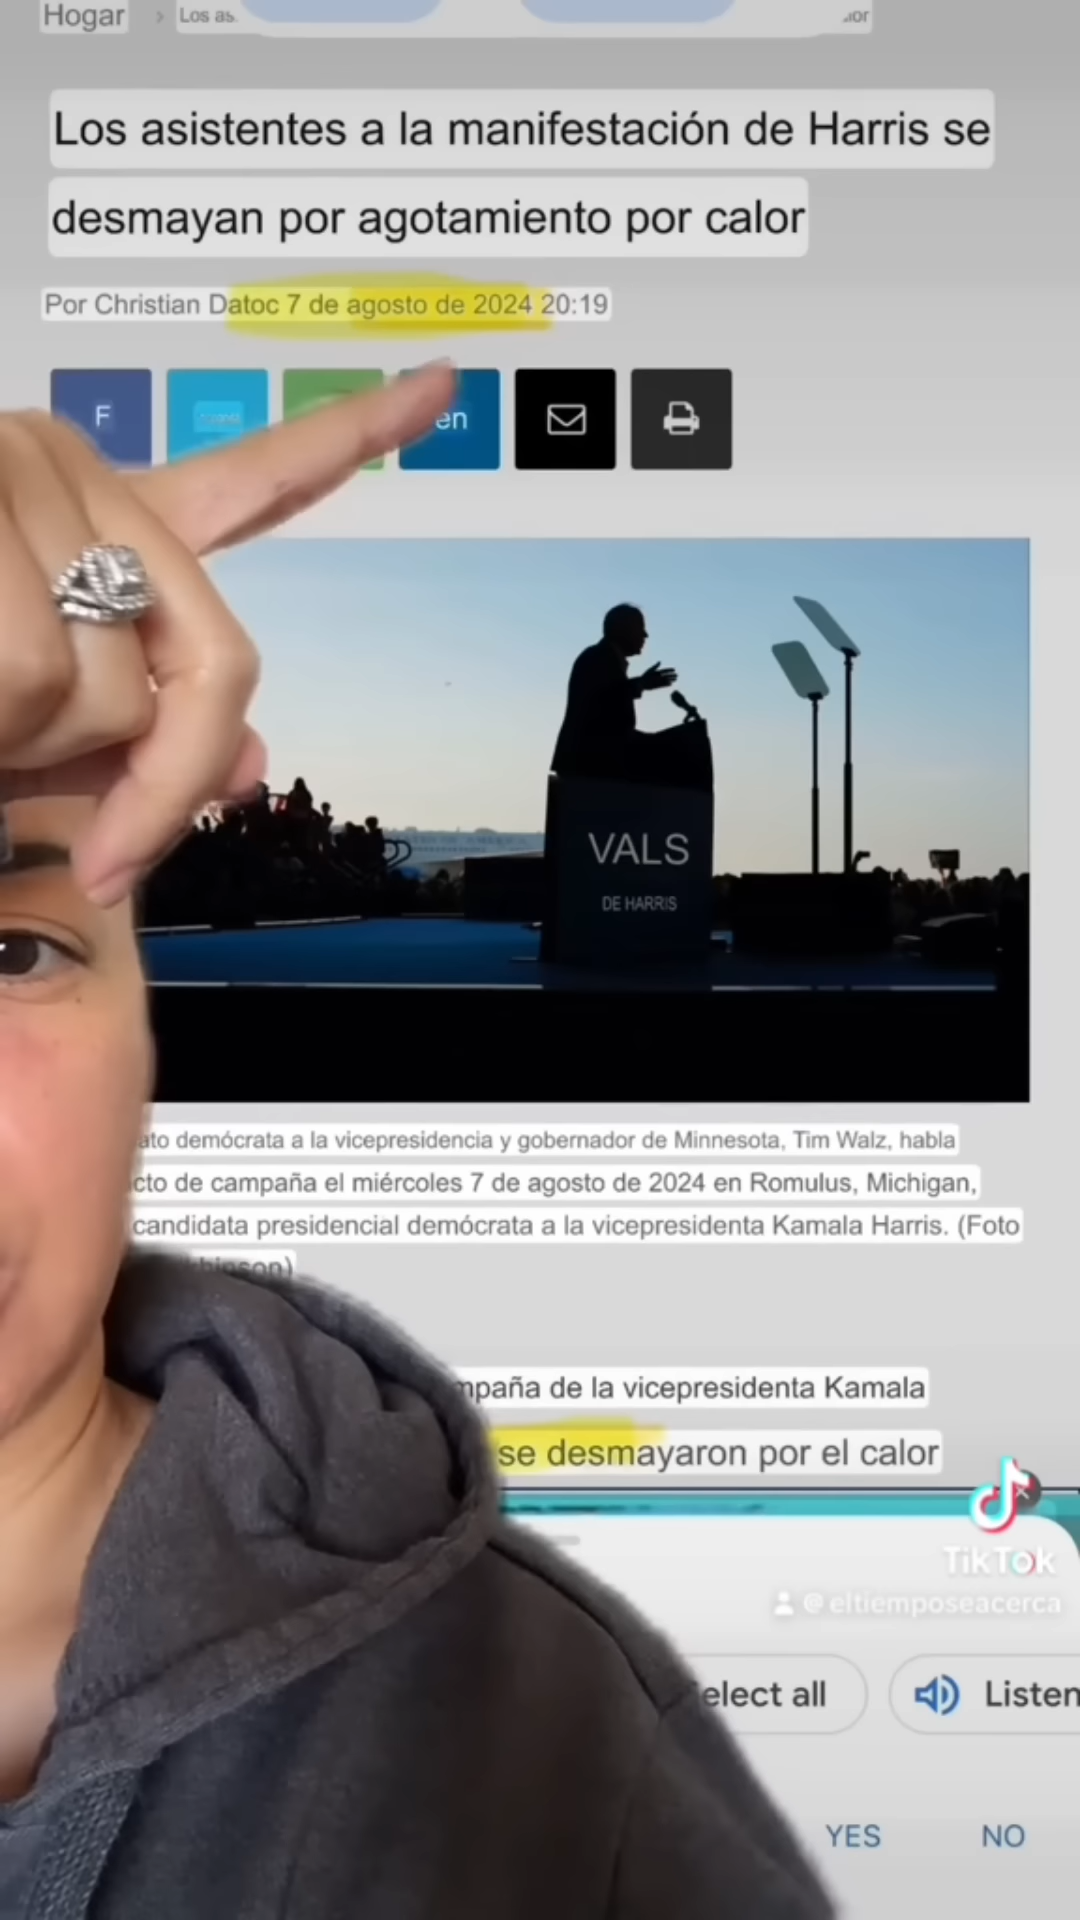 Hogar > Los as.
Los asistentes a la manifestación de Harris se
desmayan por agotamiento por calor
Por Christian Datoc 7 de agosto de 2024 20:19
F
en
VALS
DE HARRIS
ato demócrata a la vicepresidencia y gobernador de Minnesota, Tim Walz, habla
cto de campaña el miércoles 7 de agosto de 2024 en Romulus, Michigan,
candidata presidencial demócrata a la vicepresidenta Kamala Harris. (Foto
mpaña de la vicepresidenta Kamala
se desmayaron por el calor
TikTok
@eltiemposeacerca
elect all
Listen
YES
NO